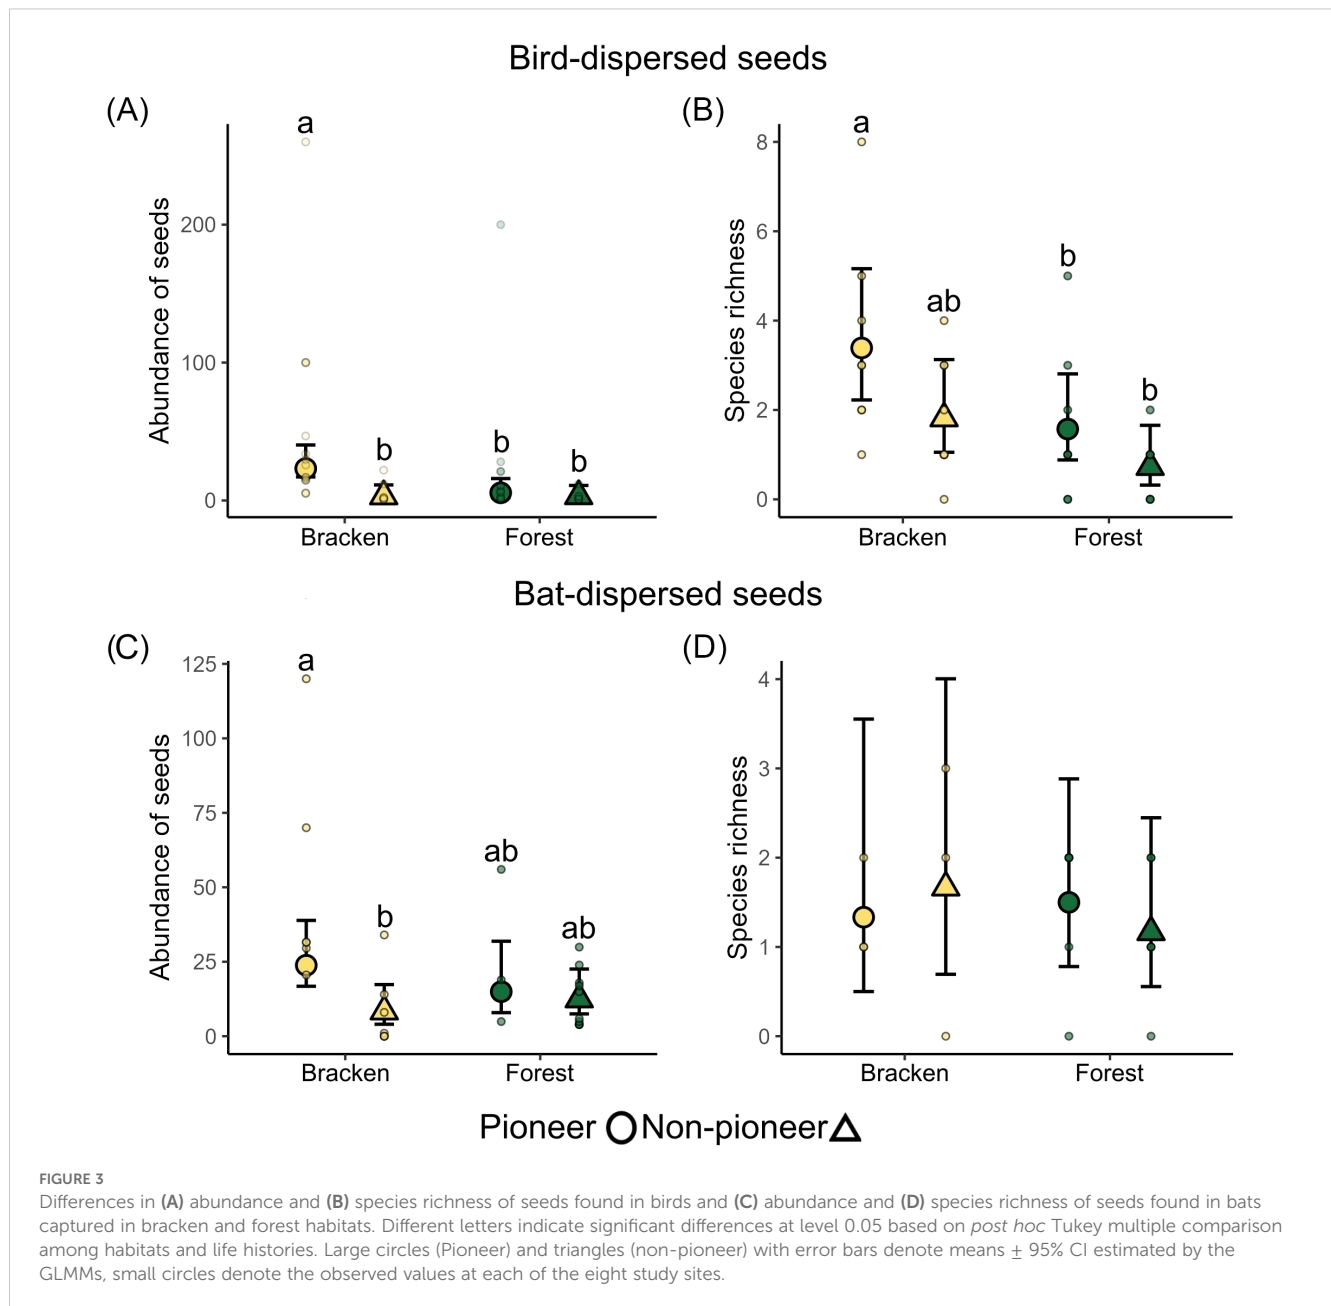 Bird-dispersed seeds
(A)
a
b
b
b
Abundance of seeds
200
100
0
Bracken
Forest
(B)
a
ab
b
b
Species richness
8
6
4
2
0
Bracken
Forest
Bat-dispersed seeds
(C)
a
b
ab
ab
Abundance of seeds
125
100
75
50
25
0
Bracken
Forest
(D)
Species richness
4
3
2
1
0
Bracken
Forest
Pioneer Non-pioneer
FIGURE 3
Differences in (A) abundance and (B) species richness of seeds found in birds and (C) abundance and (D) species richness of seeds found in bats
captured in bracken and forest habitats. Different letters indicate significant differences at level 0.05 based on post hoc Tukey multiple comparison
among habitats and life histories. Large circles (Pioneer) and triangles (non-pioneer) with error bars denote means ± 95% CI estimated by the
GLMMs, small circles denote the observed values at each of the eight study sites.